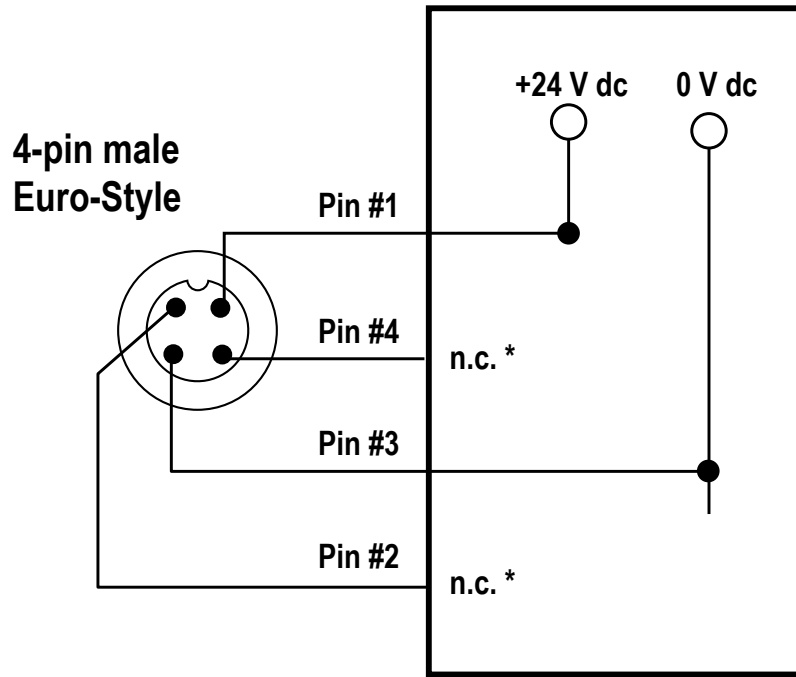 +24 V dc
0 V dc
4-pin male
Euro-Style
Pin #1
Pin #4
n.c. *
Pin #3
Pin #2
n.c. *